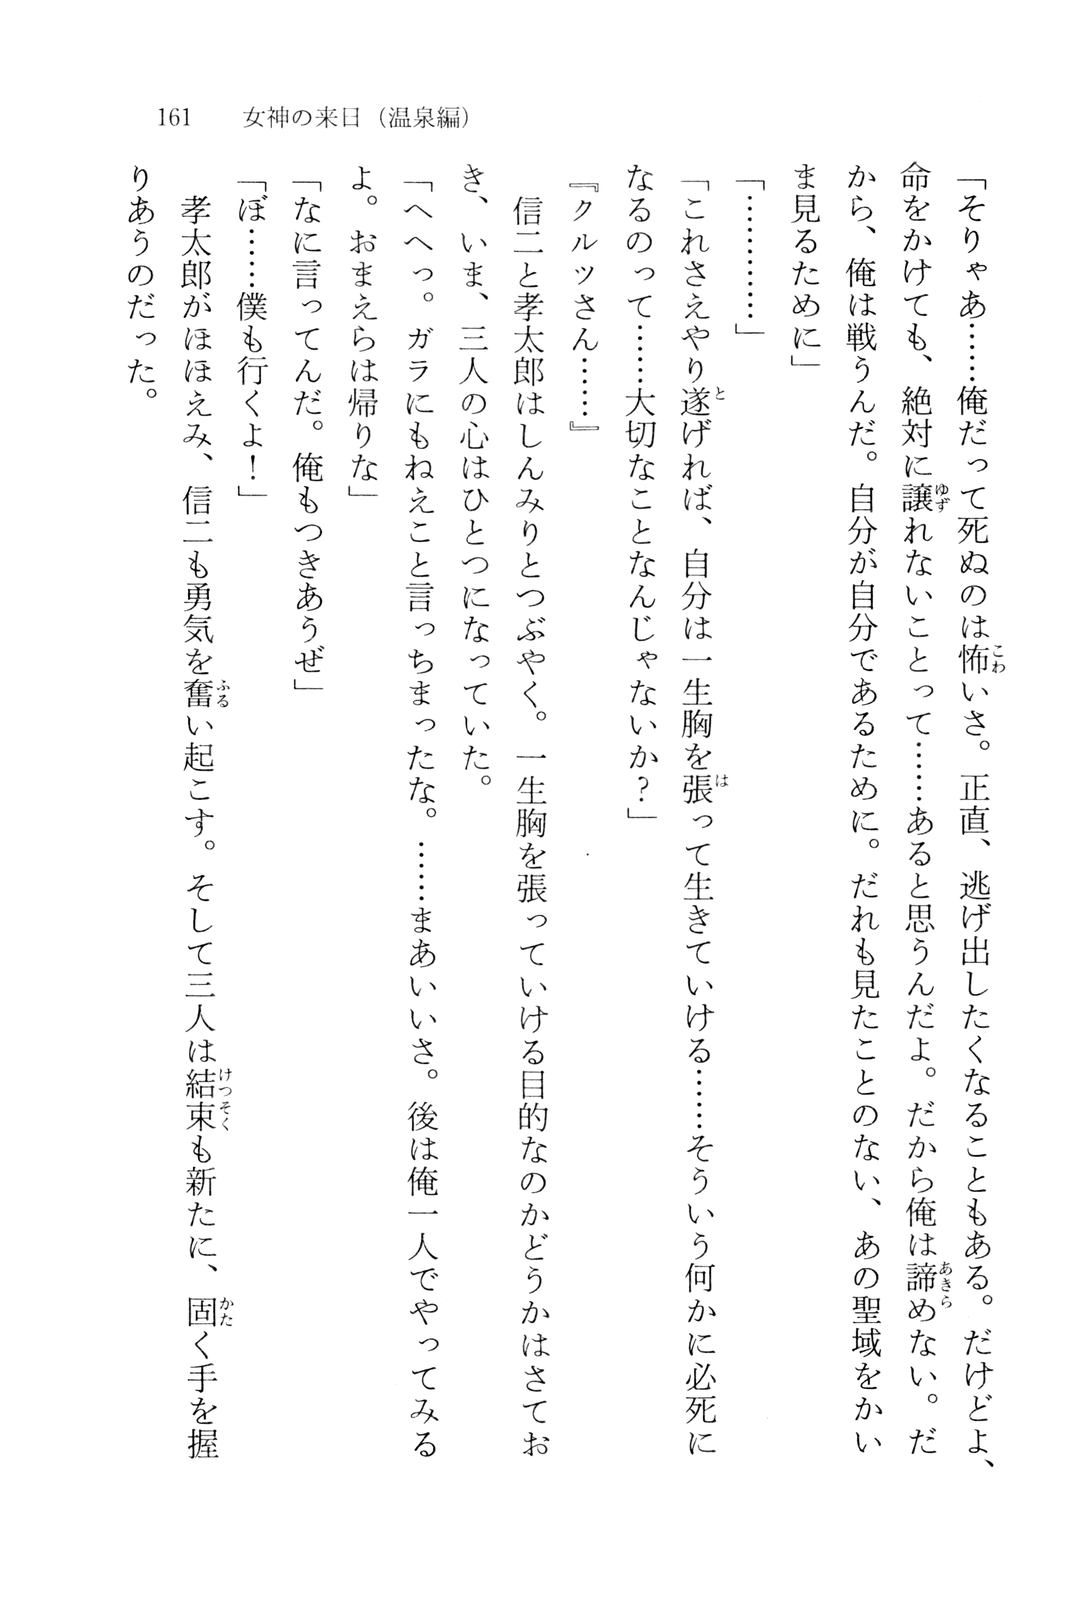 161　女神の来日（温泉編）
「そりゃあ……俺だって死ぬのは怖いさ。正直、逃げ出したくなることもある。だけどよ、
命をかけても、絶対に譲れないことって……あると思うんだよ。だから俺は諦めない。だ
から、俺は戦うんだ。自分が自分であるために。だれも見たことのない、あの聖域をかい
ま見るために」
「…………」
「これさえやり遂げれば、自分は一生胸を張って生きていける……そういう何かに必死に
なるのって……大切なことなんじゃないか？」
『クルツさん……』
　信二と孝太郎はしんみりとつぶやく。一生胸を張っていける目的なのかどうかはさてお
き、いま、三人の心はひとつになっていた。
「へへっ。ガラにもねえこと言っちまったな。……まあいいさ。後は俺一人でやってみる
よ。おまえらは帰りな」
「なに言ってんだ。俺もつきあうぜ」
「ぼ……僕も行くよ！」
　孝太郎がほほえみ、信二も勇気を奮い起こす。そして三人は結束も新たに、固く手を握
りあうのだった。